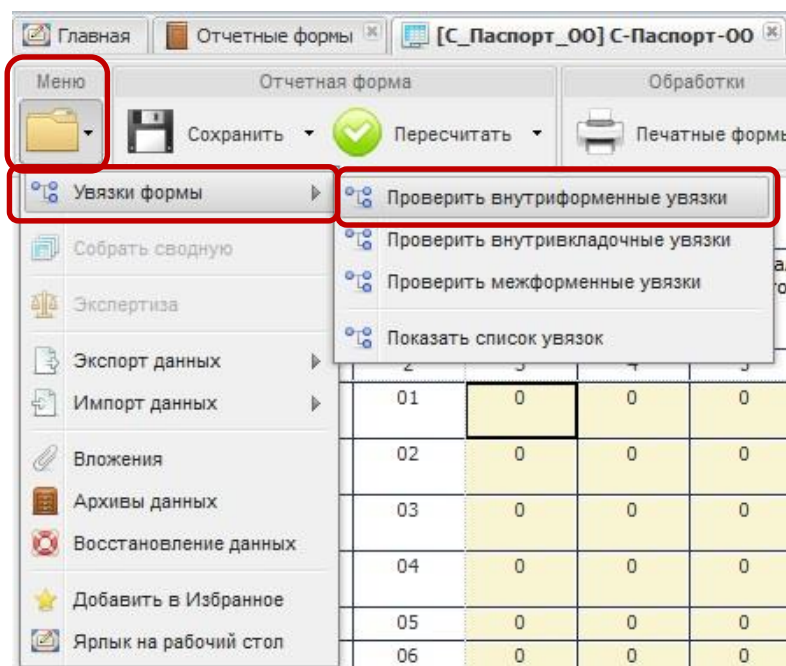 Главная Отчетные формы [С_Паспорт_ОО] С-Паспорт-ОО
Меню Отчетная форма Обработки
Сохранить Пересчитать Печатные формы
Увязки формы
Проверить внутриформенные увязки
Собрать сводную
Проверить внутривкладочные увязки
Экспертиза
Проверить межформенные увязки
Экспорт данных
Показать список увязок
Импорт данных
01 0 0 0
Вложения
02 0 0 0
Архивы данных
03 0 0 0
Восстановление данных
04 0 0 0
Добавить в Избранное
05 0 0 0
Ярлык на рабочий стол
06 0 0 0